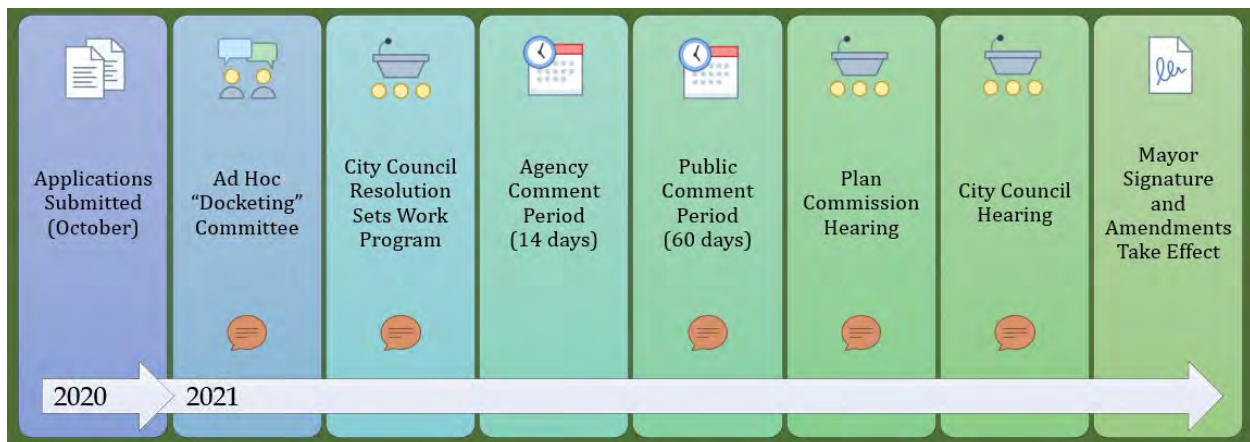 Applications
Submitted
(October)
Ad Hoc
“Docketing”
Committee
City Council
Resolution
Sets Work
Program
Agency
Comment
Period
(14 days)
Public
Comment
Period
(60 days)
Plan
Commission
Hearing
City Council
Hearing
Mayor
Signature
and
Amendments
Take Effect
2020
2021